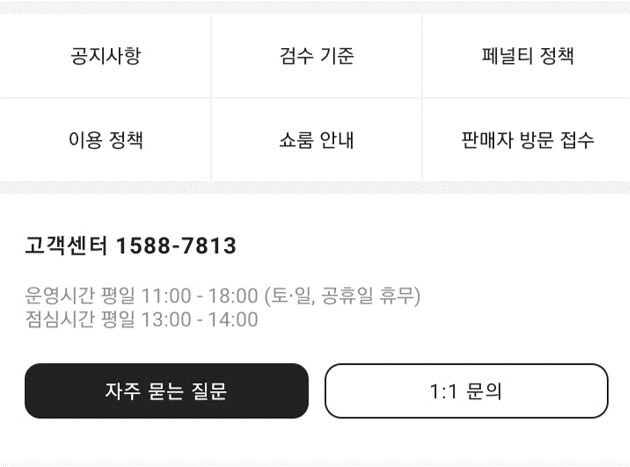 공지사항
검수 기준
페널티 정책
이용 정책
쇼룸 안내
판매자 방문 접수
고객센터 1588-7813
운영시간 평일 11:00 - 18:00 (토·일, 공휴일 휴무)
점심시간 평일 13:00 - 14:00
자주 묻는 질문
1:1 문의